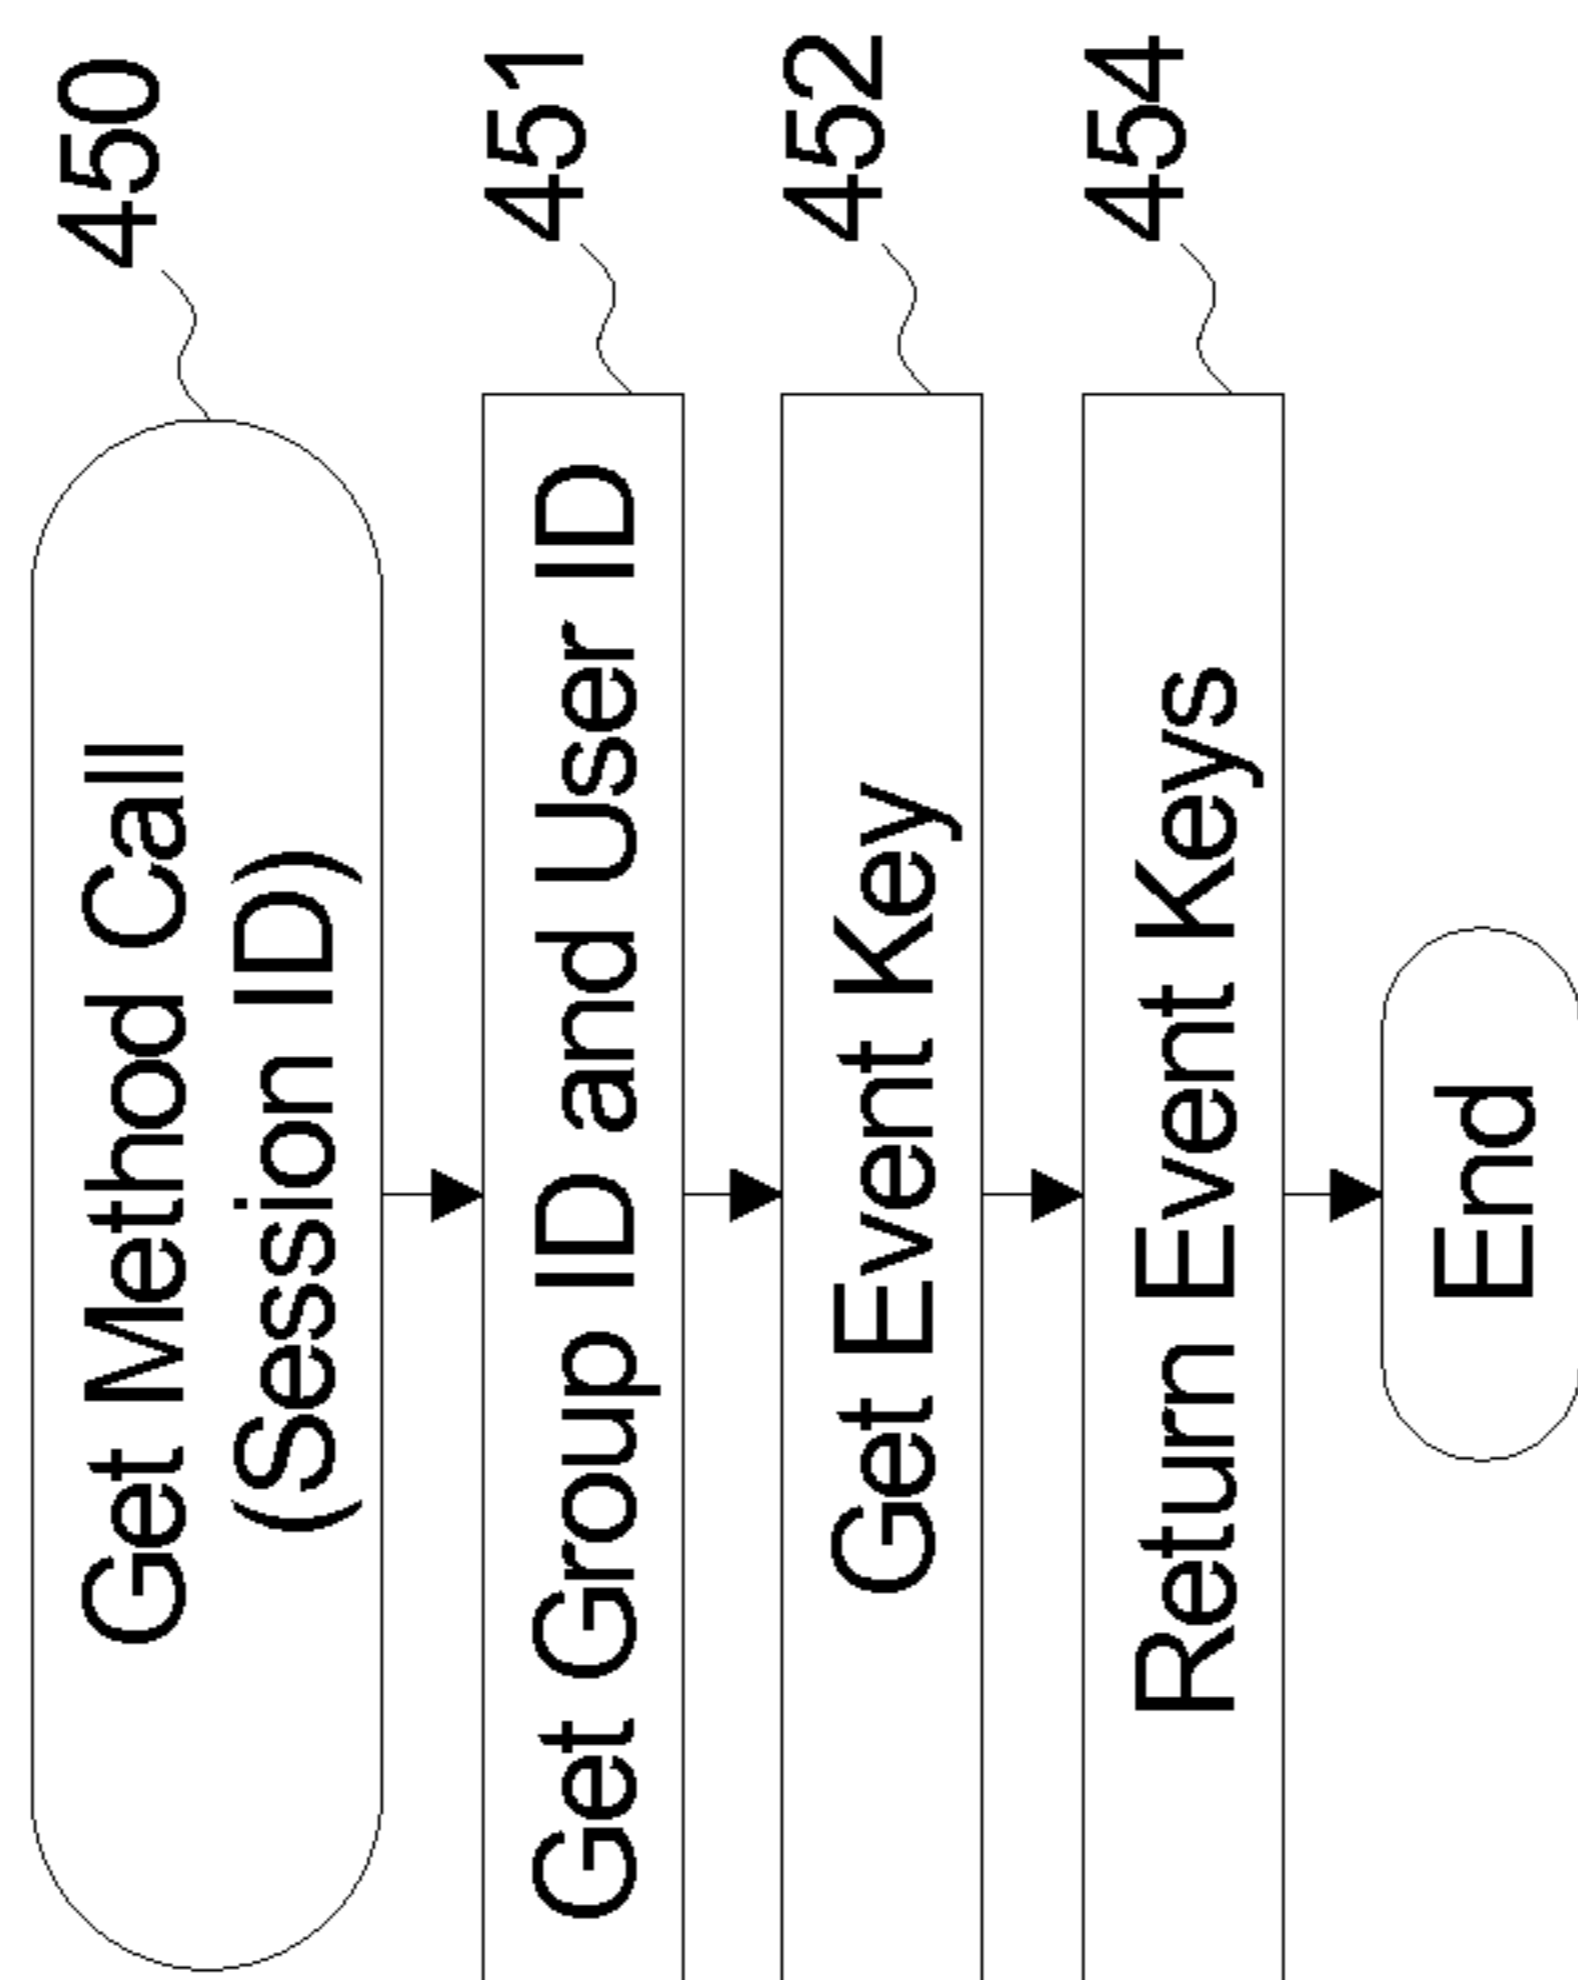 Get Method Call
(Session ID)
450
Get Group ID and User ID
451
Get Event Key
452
Return Event Keys
454
End